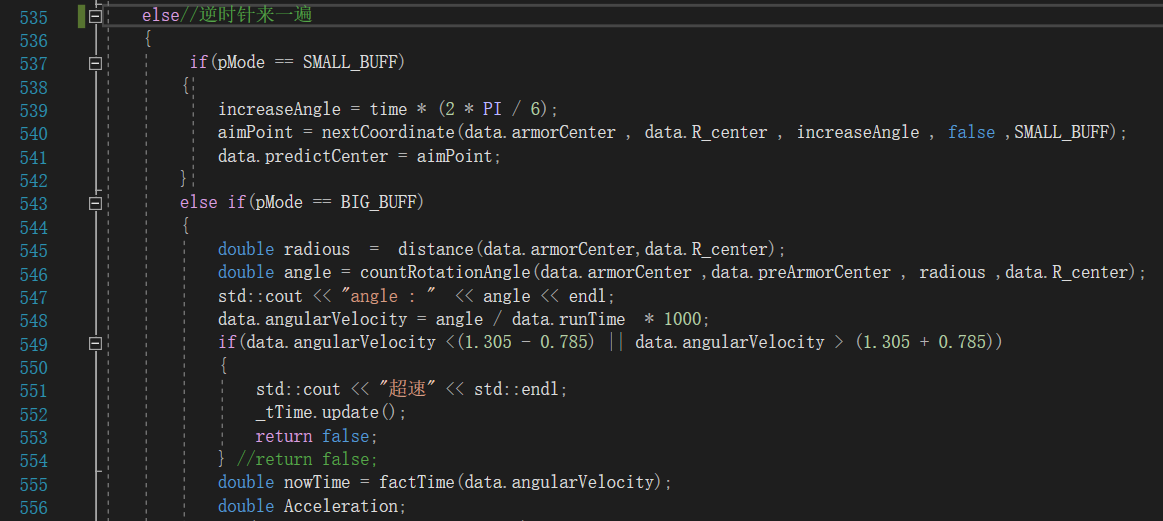 535 else//逆时针来一遍
536 {
537 if(pMode == SMALL_BUFF)
538 {
539 increaseAngle = time * (2 * PI / 6);
540 aimPoint = nextCoordinate(data.armorCenter , data.R_center , increaseAngle , false ,SMALL_BUFF);
541 data.predictCenter = aimPoint;
542 }
543 else if(pMode == BIG_BUFF)
544 {
545 double radious  =  distance(data.armorCenter,data.R_center);
546 double angle = countRotationAngle(data.armorCenter ,data.preArmorCenter , radious ,data.R_center);
547 std::cout << "angle : "  << angle << endl;
548 data.angularVelocity = angle / data.runTime  * 1000;
549 if(data.angularVelocity <(1.305 - 0.785) || data.angularVelocity > (1.305 + 0.785))
550 {
551 std::cout << "超速" << std::endl;
552 _tTime.update();
553 return false;
554 } //return false;
555 double nowTime = factTime(data.angularVelocity);
556 double Acceleration;